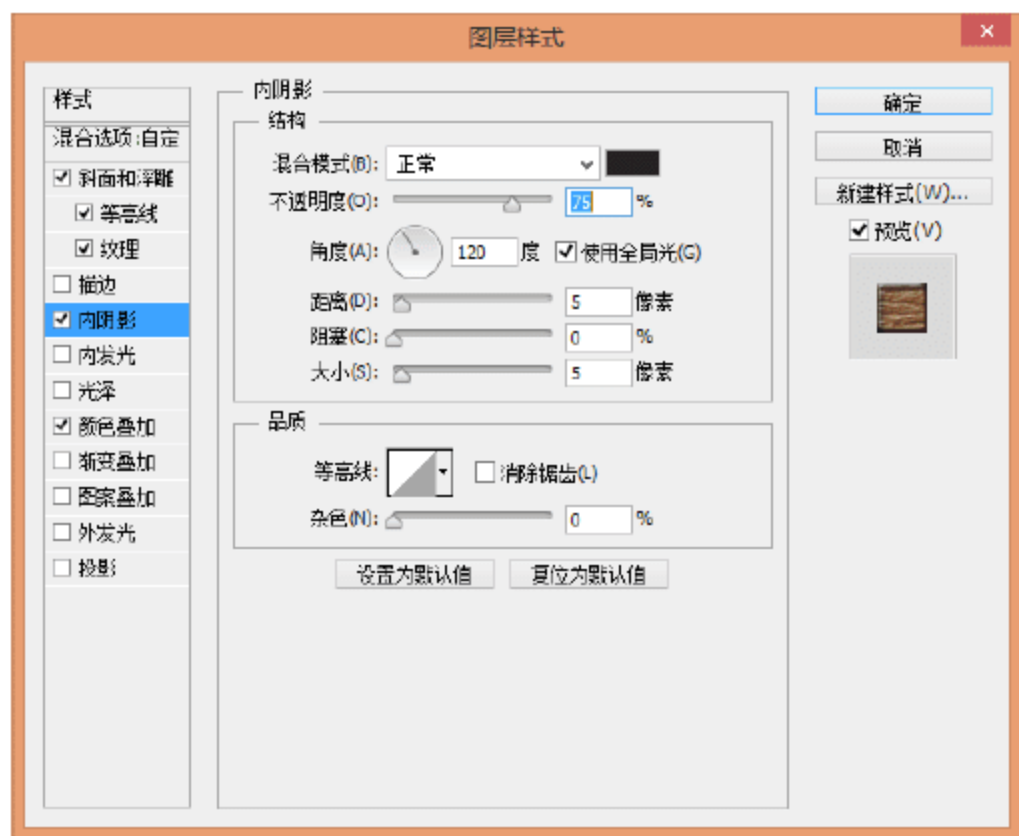 图层样式
样式
混合选项:自定
斜面和浮雕
等高线
纹理
描边
内阴影
内发光
光泽
颜色叠加
渐变叠加
图案叠加
外发光
投影
内阴影
结构
混合模式(B): 正常
不透明度(O): 75 %
角度(A): 120 度 使用全局光(G)
距离(D): 5 像素
阻塞(C): 0 %
大小(S): 5 像素
品质
等高线: 消除锯齿(L)
杂色(N): 0 %
设置为默认值 复位为默认值
确定
取消
新建样式(W)...
预览(V)